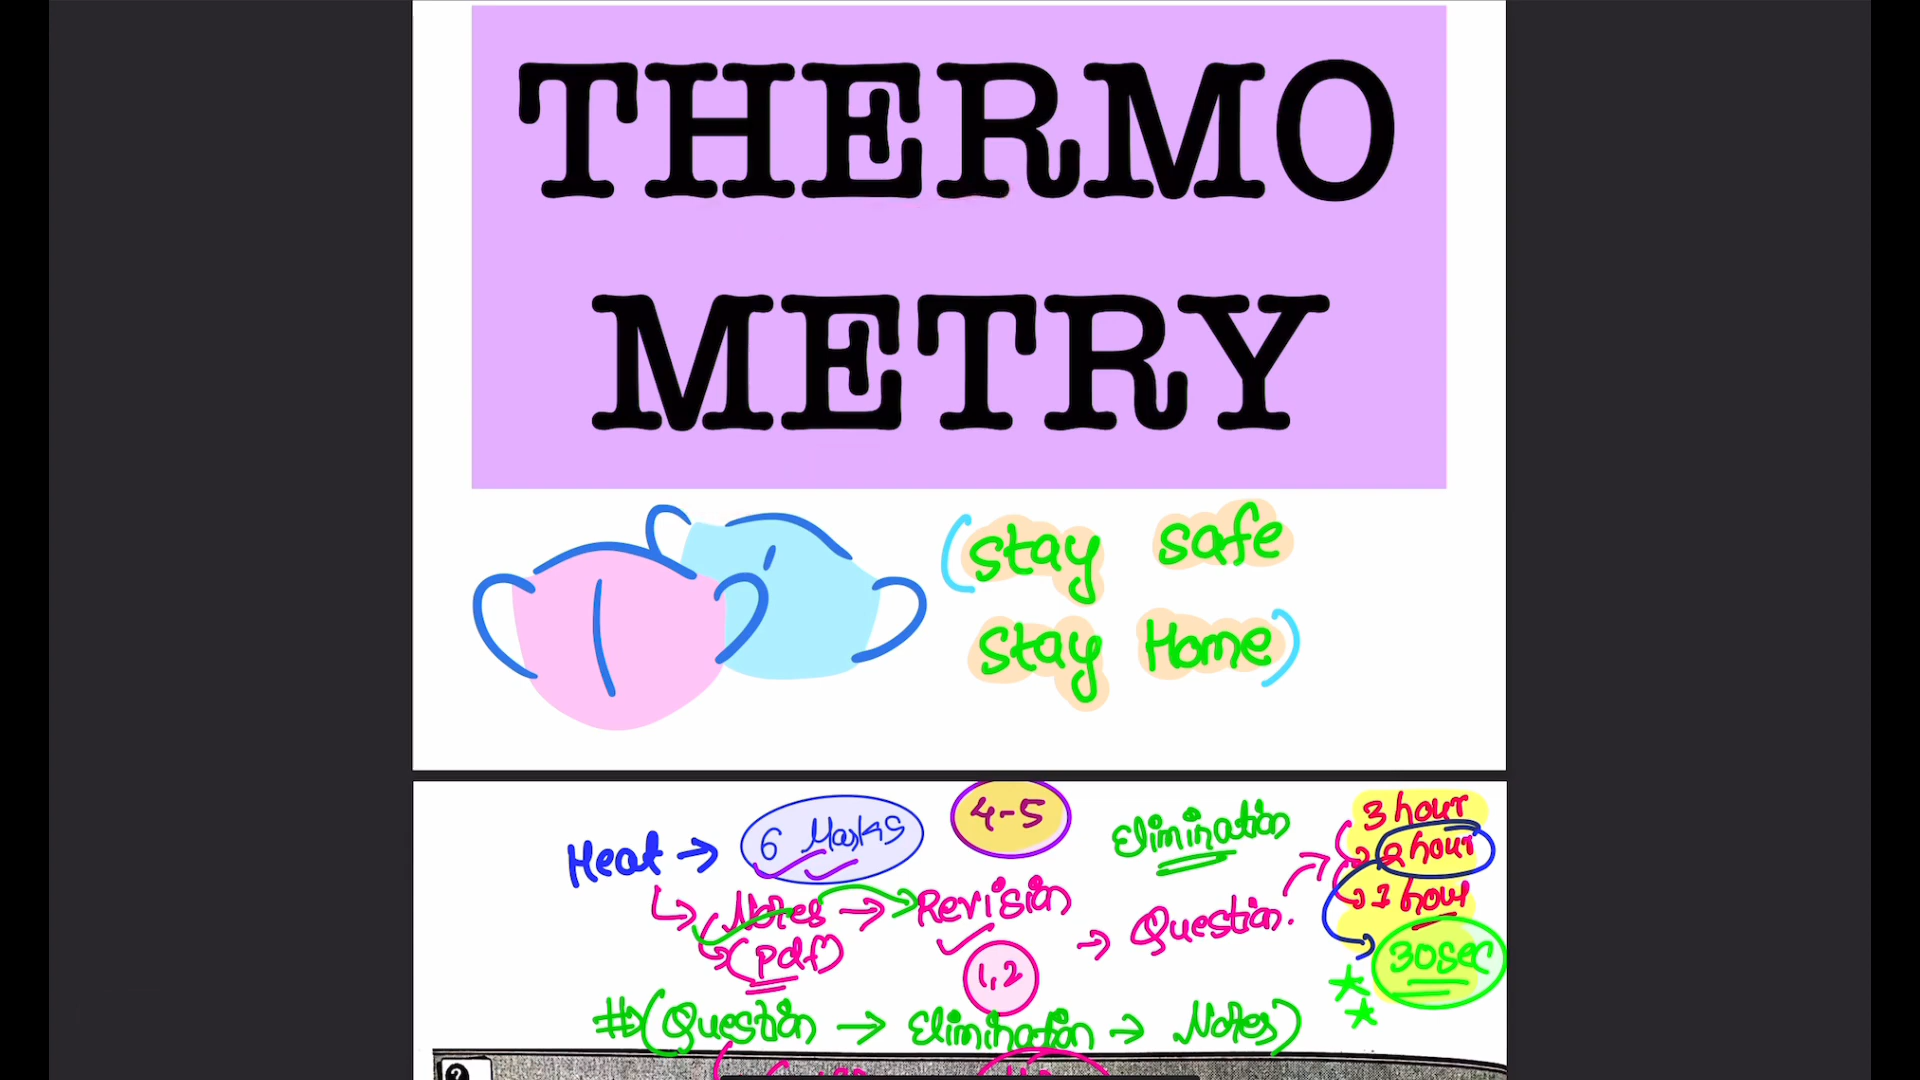 THERMO
METRY
(stay safe
stay Home)
Heat → 6 Marks 4-5 Elimination 3 hour
2 hour
1 hour
Notes → Revision → Question.
(pdf) 1,2 30sec
#(Question → Elimination → Notes)
?